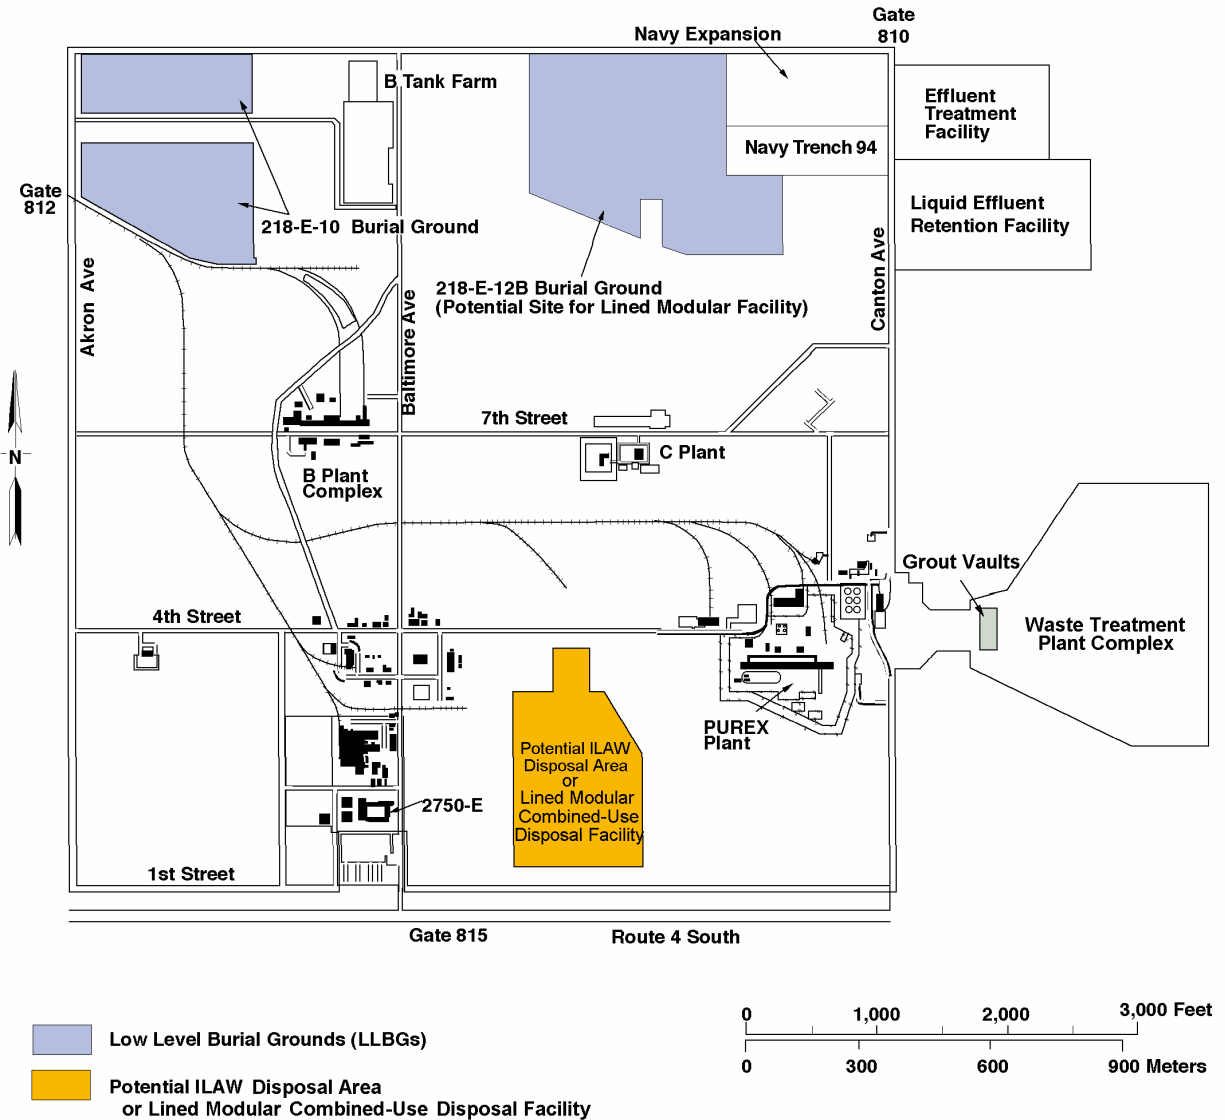 Gate
810
Navy Expansion
B Tank Farm
Effluent
Treatment
Facility
Navy Trench 94
Gate
812
Liquid Effluent
Retention Facility
218-E-10 Burial Ground
218-E-12B Burial Ground
(Potential Site for Lined Modular Facility)
Akron Ave
Baltimore Ave
Canton Ave
7th Street
N
C Plant
B Plant
Complex
Grout Vaults
4th Street
Waste Treatment
Plant Complex
PUREX
Plant
Potential ILAW
Disposal Area
or
Lined Modular
Combined-Use
Disposal Facility
2750-E
1st Street
Gate 815
Route 4 South
0 1,000 2,000 3,000 Feet
0 300 600 900 Meters
Low Level Burial Grounds (LLBGs)
Potential ILAW Disposal Area
or Lined Modular Combined-Use Disposal Facility